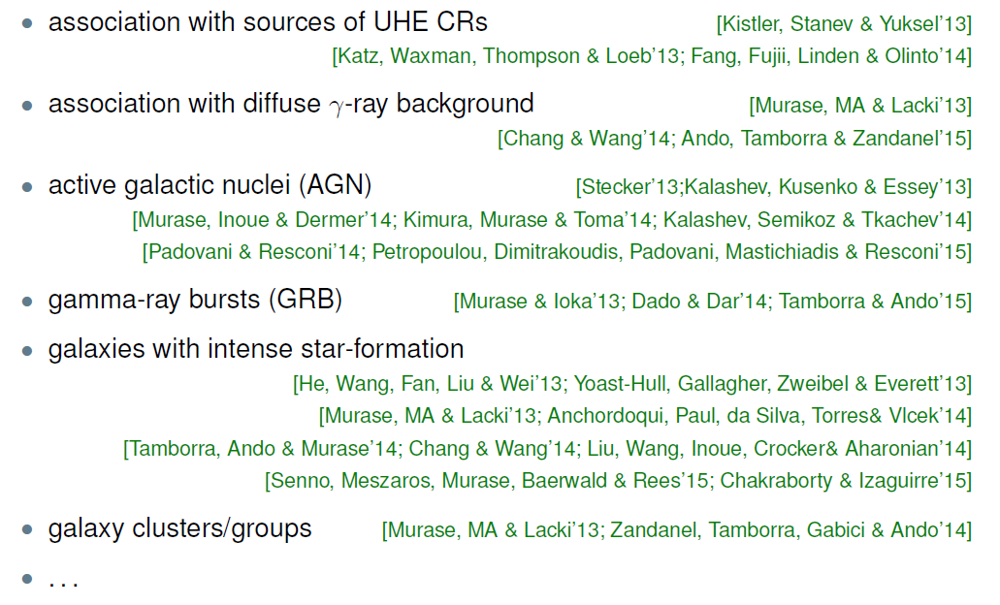 • association with sources of UHE CRs [Kistler, Stanev & Yuksel'13]
[Katz, Waxman, Thompson & Loeb'13; Fang, Fujii, Linden & Olinto'14]
• association with diffuse γ-ray background [Murase, MA & Lacki'13]
[Chang & Wang'14; Ando, Tamborra & Zandanel'15]
• active galactic nuclei (AGN) [Stecker'13;Kalashev, Kusenko & Essey'13]
[Murase, Inoue & Dermer'14; Kimura, Murase & Toma'14; Kalashev, Semikoz & Tkachev'14]
[Padovani & Resconi'14; Petropoulou, Dimitrakoudis, Padovani, Mastichiadis & Resconi'15]
• gamma-ray bursts (GRB) [Murase & Ioka'13; Dado & Dar'14; Tamborra & Ando'15]
• galaxies with intense star-formation
[He, Wang, Fan, Liu & Wei'13; Yoast-Hull, Gallagher, Zweibel & Everett'13]
[Murase, MA & Lacki'13; Anchordoqui, Paul, da Silva, Torres& Vlcek'14]
[Tamborra, Ando & Murase'14; Chang & Wang'14; Liu, Wang, Inoue, Crocker& Aharonian'14]
[Senno, Meszaros, Murase, Baerwald & Rees'15; Chakraborty & Izaguirre'15]
• galaxy clusters/groups [Murase, MA & Lacki'13; Zandanel, Tamborra, Gabici & Ando'14]
• ...